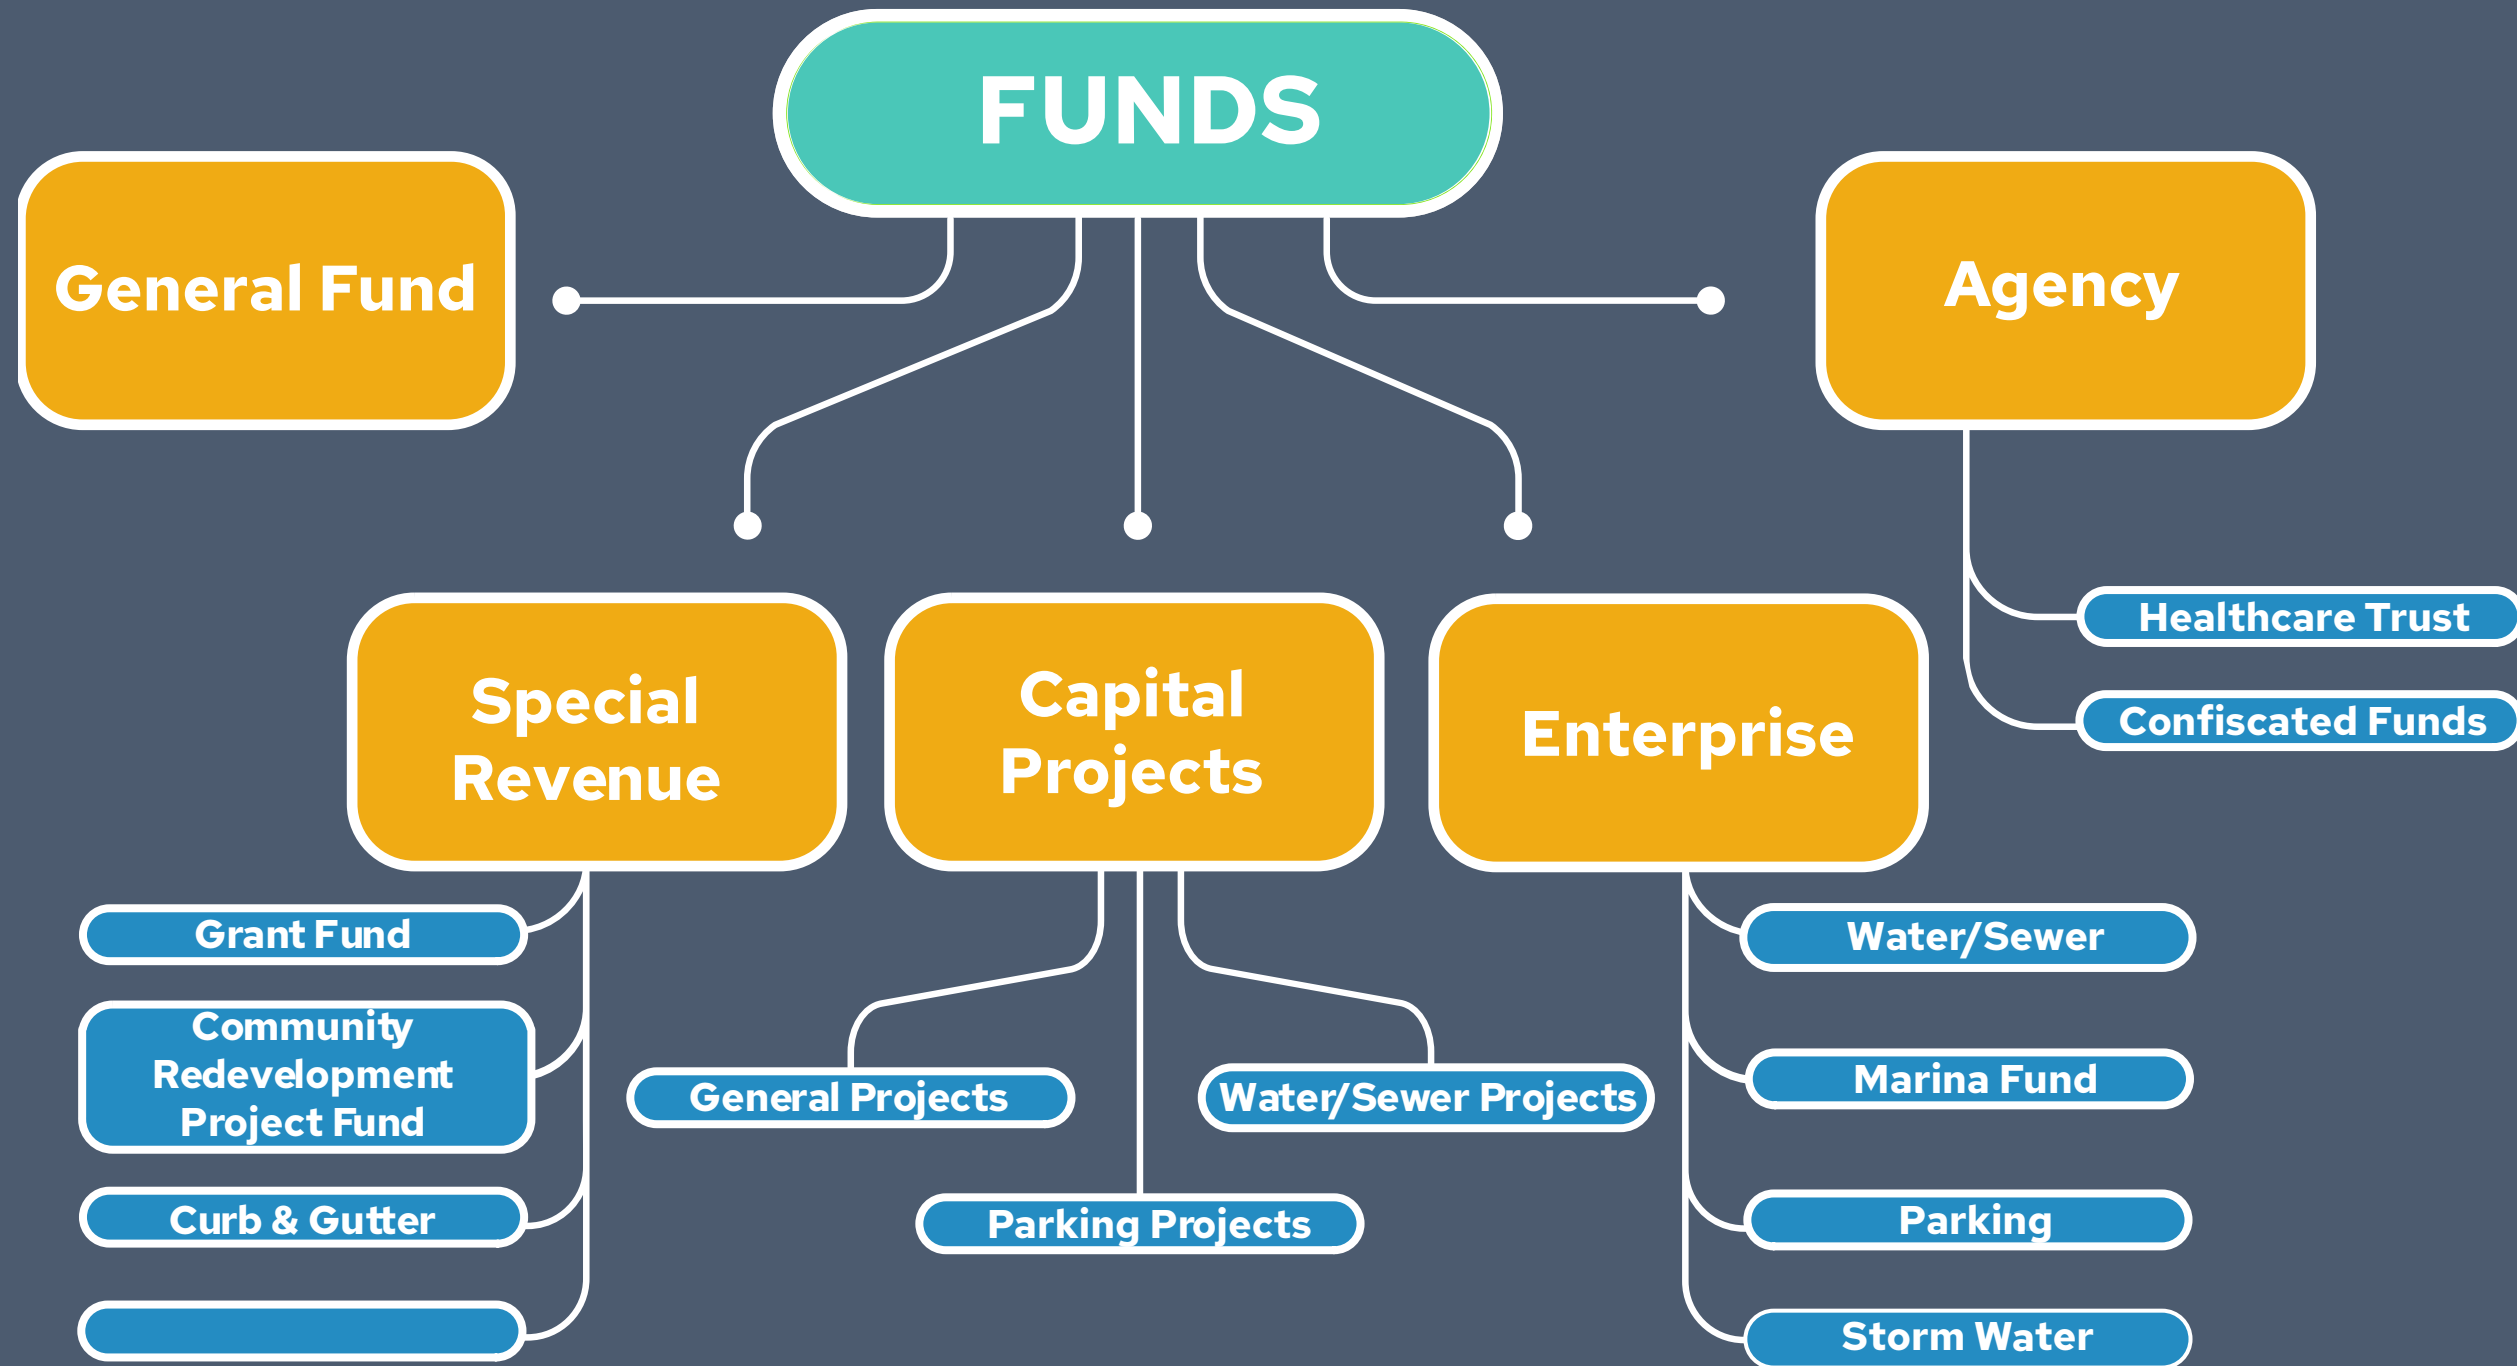 FUNDS
General Fund
Agency
Special
Revenue
Capital
Projects
Enterprise
Healthcare Trust
Confiscated Funds
Grant Fund
Community
Redevelopment
Project Fund
Curb & Gutter
General Projects
Water/Sewer Projects
Parking Projects
Water/Sewer
Marina Fund
Parking
Storm Water